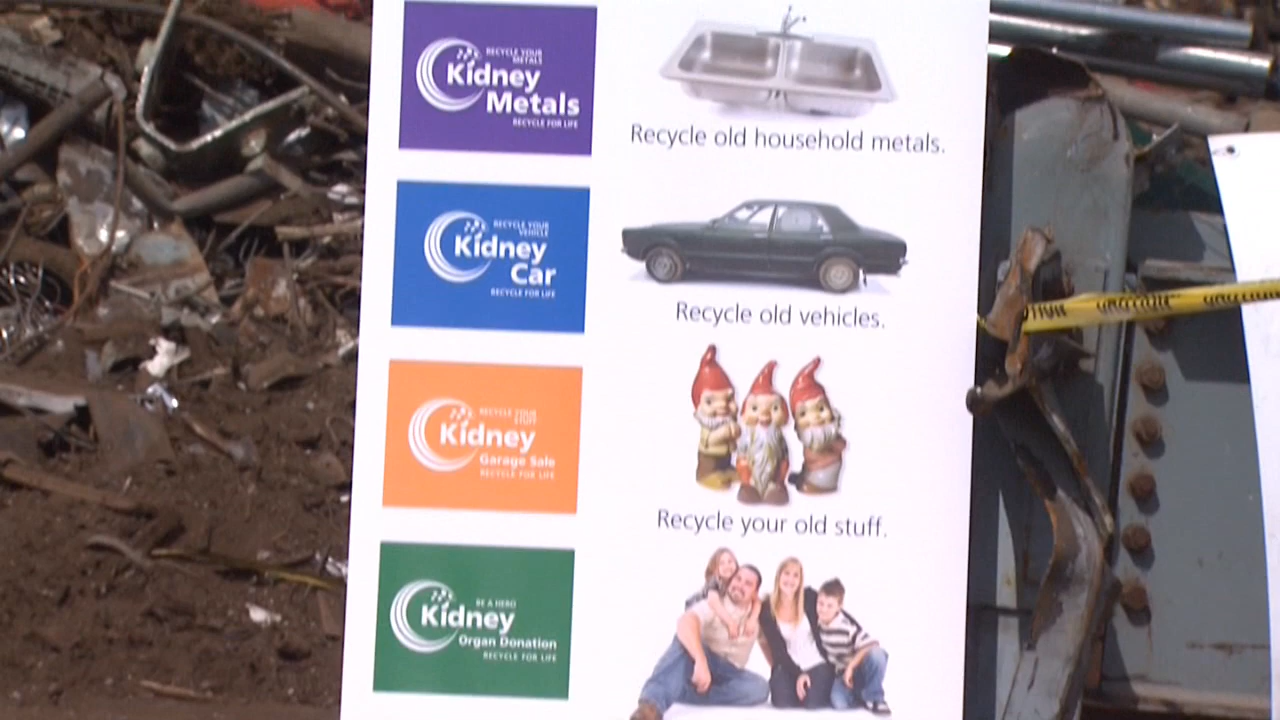 RECYCLE YOUR
METALS
Kidney
Metals
RECYCLE FOR LIFE
Recycle old household metals.
RECYCLE YOUR
VEHICLE
Kidney
Car
RECYCLE FOR LIFE
Recycle old vehicles.
RECYCLE YOUR
STUFF
Kidney
Garage Sale
RECYCLE FOR LIFE
Recycle your old stuff.
BE A HERO
Kidney
Organ Donation
RECYCLE FOR LIFE